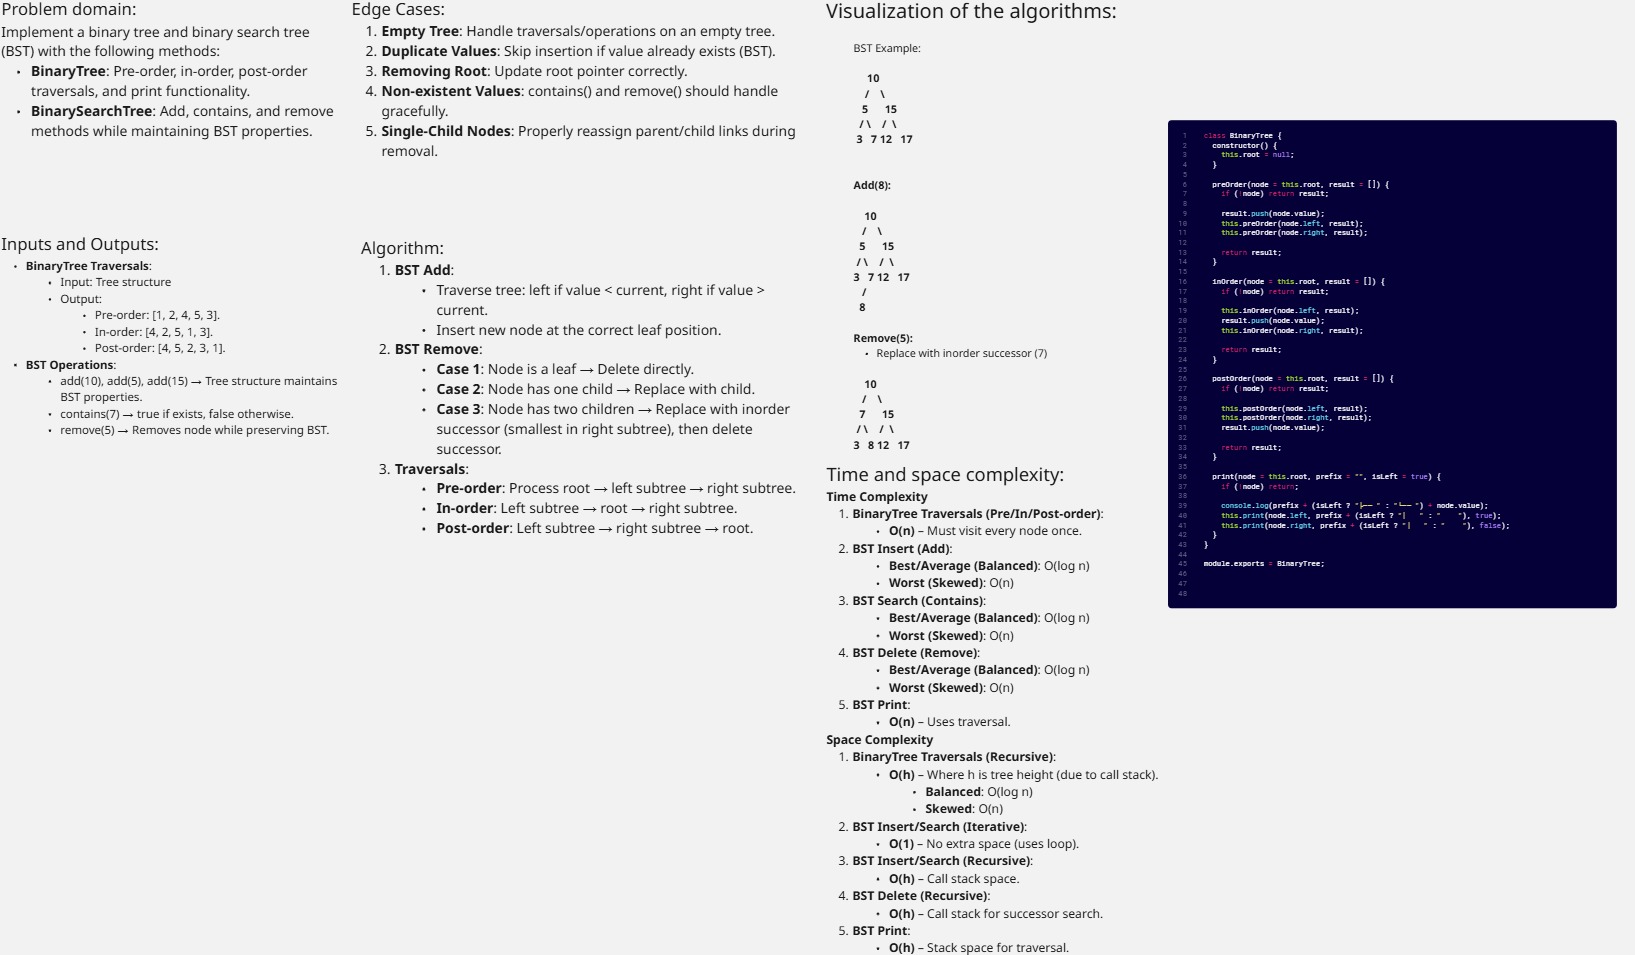 Problem domain:
Implement a binary tree and binary search tree
(BST) with the following methods:
• BinaryTree: Pre-order, in-order, post-order
traversals, and print functionality.
• BinarySearchTree: Add, contains, and remove
methods while maintaining BST properties.
Inputs and Outputs:
• BinaryTree Traversals:
• Input: Tree structure
• Output:
• Pre-order: [1, 2, 4, 5, 3].
• In-order: [4, 2, 5, 1, 3].
• Post-order: [4, 5, 2, 3, 1].
• BST Operations:
• add(10), add(5), add(15) → Tree structure maintains
BST properties.
• contains(7) → true if exists, false otherwise.
• remove(5) → Removes node while preserving BST.
Edge Cases:
1. Empty Tree: Handle traversals/operations on an empty tree.
2. Duplicate Values: Skip insertion if value already exists (BST).
3. Removing Root: Update root pointer correctly.
4. Non-existent Values: contains() and remove() should handle
gracefully.
5. Single-Child Nodes: Properly reassign parent/child links during
removal.
Algorithm:
1. BST Add:
• Traverse tree: left if value < current, right if value >
current.
• Insert new node at the correct leaf position.
2. BST Remove:
• Case 1: Node is a leaf → Delete directly.
• Case 2: Node has one child → Replace with child.
• Case 3: Node has two children → Replace with inorder
successor (smallest in right subtree), then delete
successor.
3. Traversals:
• Pre-order: Process root → left subtree → right subtree.
• In-order: Left subtree → root → right subtree.
• Post-order: Left subtree → right subtree → root.
Visualization of the algorithms:
BST Example:
10
/ \
5 15
/ \ / \
3 7 12 17
Add(8):
10
/ \
5 15
/ \ / \
3 7 12 17
/
8
Remove(5):
• Replace with inorder successor (7)
10
/ \
7 15
/ \ / \
3 8 12 17
Time and space complexity:
Time Complexity
1. BinaryTree Traversals (Pre/In/Post-order):
• O(n) – Must visit every node once.
2. BST Insert (Add):
• Best/Average (Balanced): O(log n)
• Worst (Skewed): O(n)
3. BST Search (Contains):
• Best/Average (Balanced): O(log n)
• Worst (Skewed): O(n)
4. BST Delete (Remove):
• Best/Average (Balanced): O(log n)
• Worst (Skewed): O(n)
5. BST Print:
• O(n) – Uses traversal.
Space Complexity
1. BinaryTree Traversals (Recursive):
• O(h) – Where h is tree height (due to call stack).
• Balanced: O(log n)
• Skewed: O(n)
2. BST Insert/Search (Iterative):
• O(1) – No extra space (uses loop).
3. BST Insert/Search (Recursive):
• O(h) – Call stack space.
4. BST Delete (Recursive):
• O(h) – Call stack for successor search.
5. BST Print:
• O(h) – Stack space for traversal.
1 class BinaryTree {
2 constructor() {
3 this.root = null;
4 }
5
6 preOrder(node = this.root, result = []) {
7 if (!node) return result;
8
9 result.push(node.value);
10 this.preOrder(node.left, result);
11 this.preOrder(node.right, result);
12
13 return result;
14 }
15
16 inOrder(node = this.root, result = []) {
17 if (!node) return result;
18
19 this.inOrder(node.left, result);
20 result.push(node.value);
21 this.inOrder(node.right, result);
22
23 return result;
24 }
25
26 postOrder(node = this.root, result = []) {
27 if (!node) return result;
28
29 this.postOrder(node.left, result);
30 this.postOrder(node.right, result);
31 result.push(node.value);
32
33 return result;
34 }
35
36 print(node = this.root, prefix = "", isLeft = true) {
37 if (!node) return;
38
39 console.log(prefix + (isLeft ? "├── " : "└── ") + node.value);
40 this.print(node.left, prefix + (isLeft ? "│   " : "    "), true);
41 this.print(node.right, prefix + (isLeft ? "│   " : "    "), false);
42 }
43 }
44
45 module.exports = BinaryTree;
46
47
48